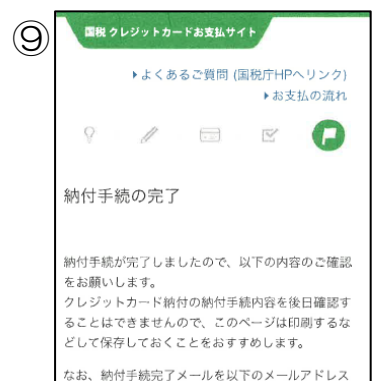 ⑨
国税 クレジットカードお支払サイト
▶よくあるご質問 (国税庁HPへリンク)
▶お支払の流れ
納付手続の完了
納付手続が完了しましたので、以下の内容のご確認
をお願いします。
クレジットカード納付の納付手続内容を後日確認す
ることはできませんので、このページは印刷するな
どして保存しておくことをおすすめします。
なお、納付手続完了メールを以下のメールアドレス